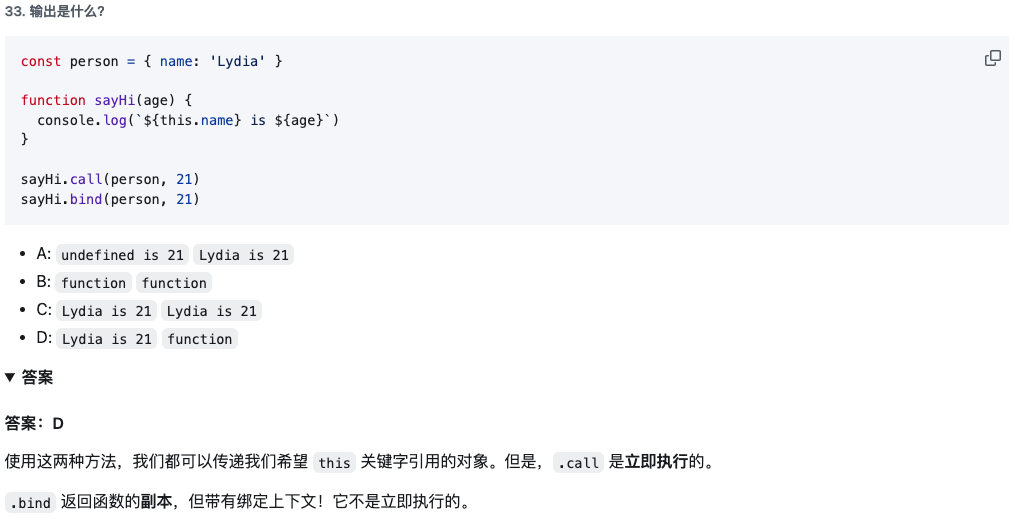 33. 输出是什么？
const person = { name: 'Lydia' }
function sayHi(age) {
  console.log(`${this.name} is ${age}`)
}
sayHi.call(person, 21)
sayHi.bind(person, 21)
• A: undefined is 21 Lydia is 21
• B: function function
• C: Lydia is 21 Lydia is 21
• D: Lydia is 21 function
▼ 答案
答案：D
使用这两种方法，我们都可以传递我们希望 this 关键字引用的对象。但是，.call 是立即执行的。
.bind 返回函数的副本，但带有绑定上下文！它不是立即执行的。